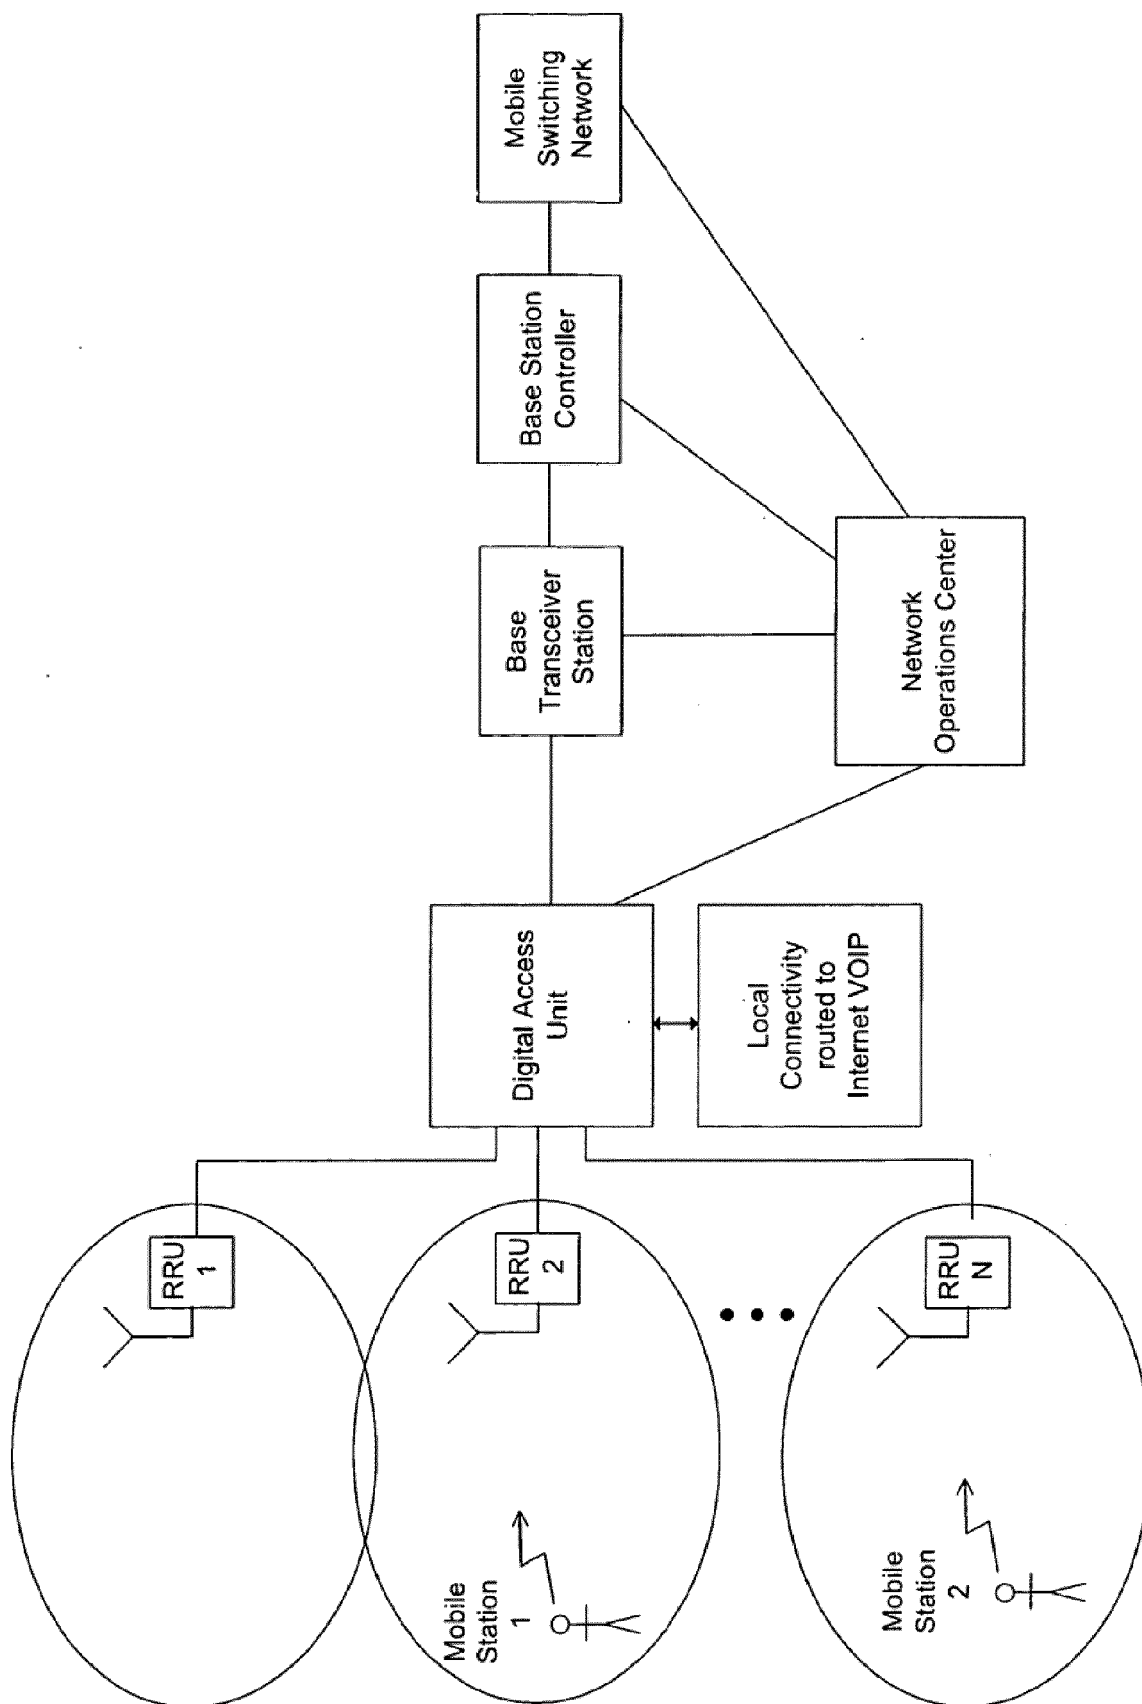 RRU
1
Mobile
Station
1
RRU
2
Mobile
Station
2
RRU
N
Digital Access
Unit
Local
Connectivity
routed to
Internet VOIP
Base
Transceiver
Station
Base Station
Controller
Mobile
Switching
Network
Network
Operations Center